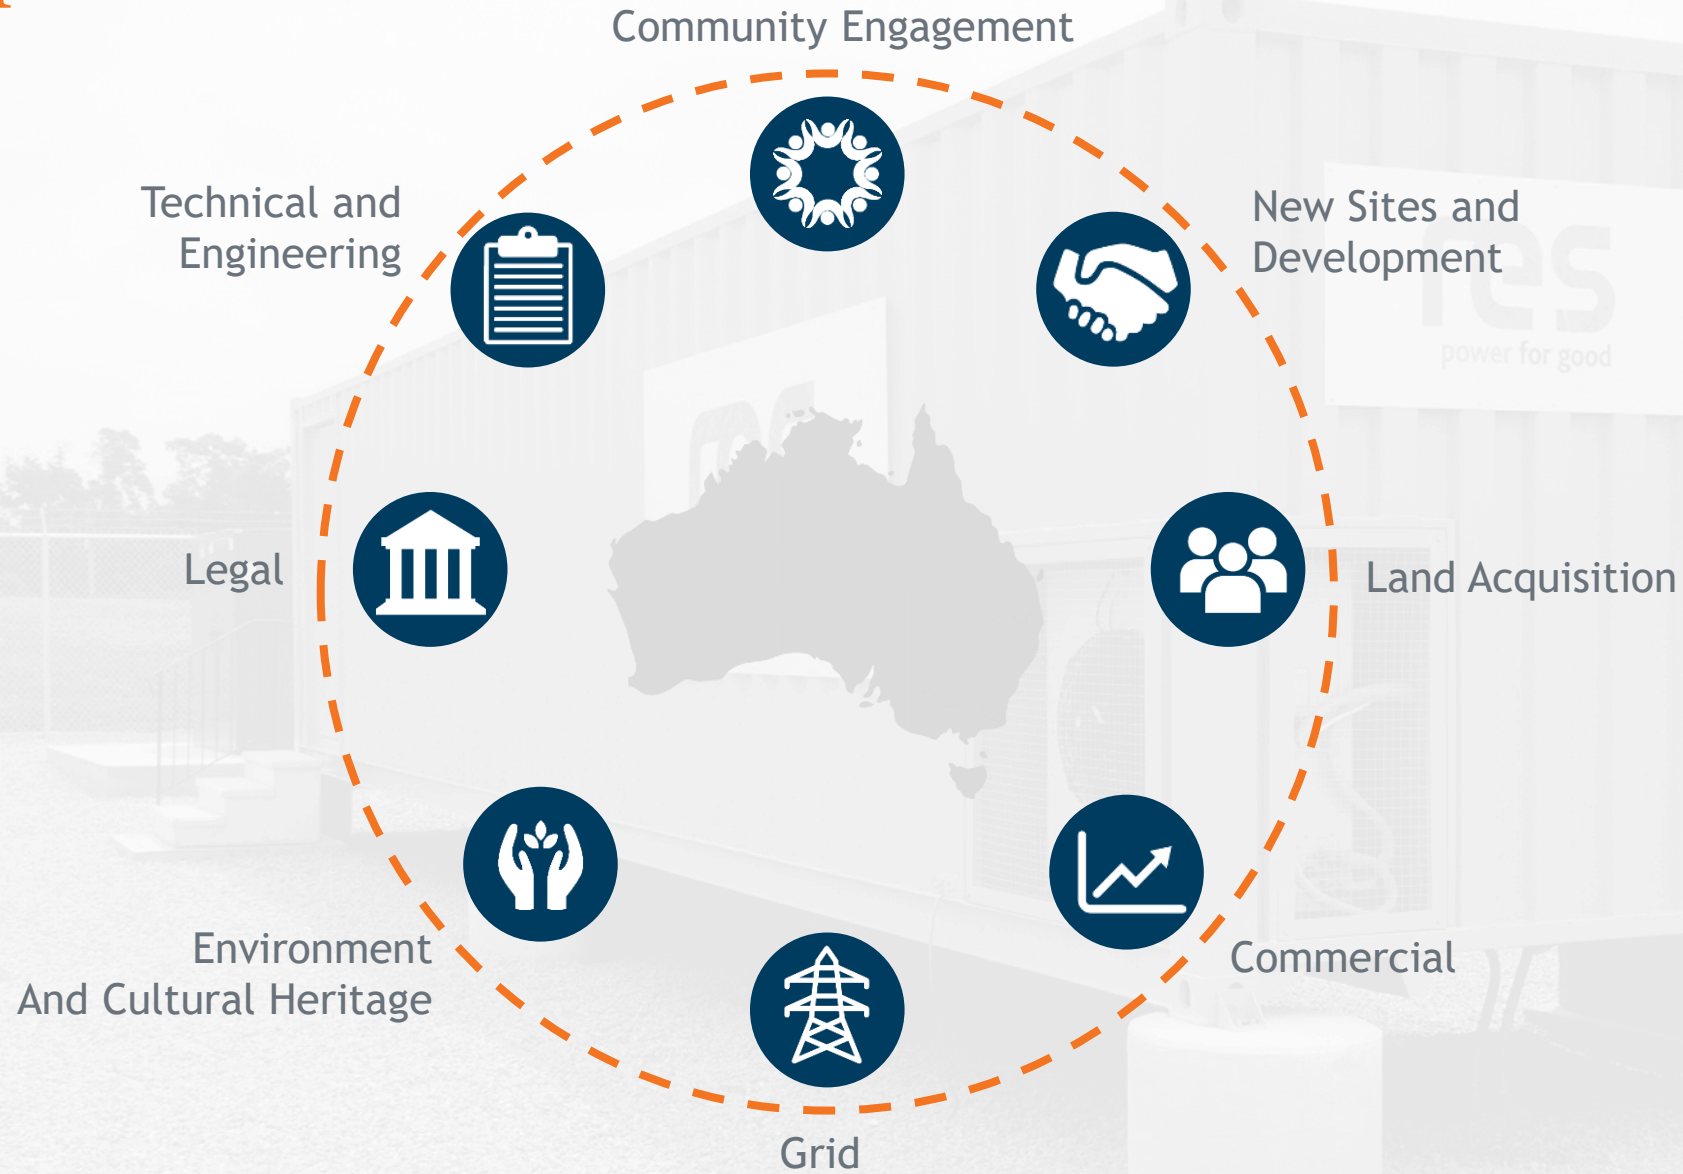 Community Engagement
Technical and
Engineering
New Sites and
Development
res
power for good
Legal
Land Acquisition
Environment
And Cultural Heritage
Commercial
Grid